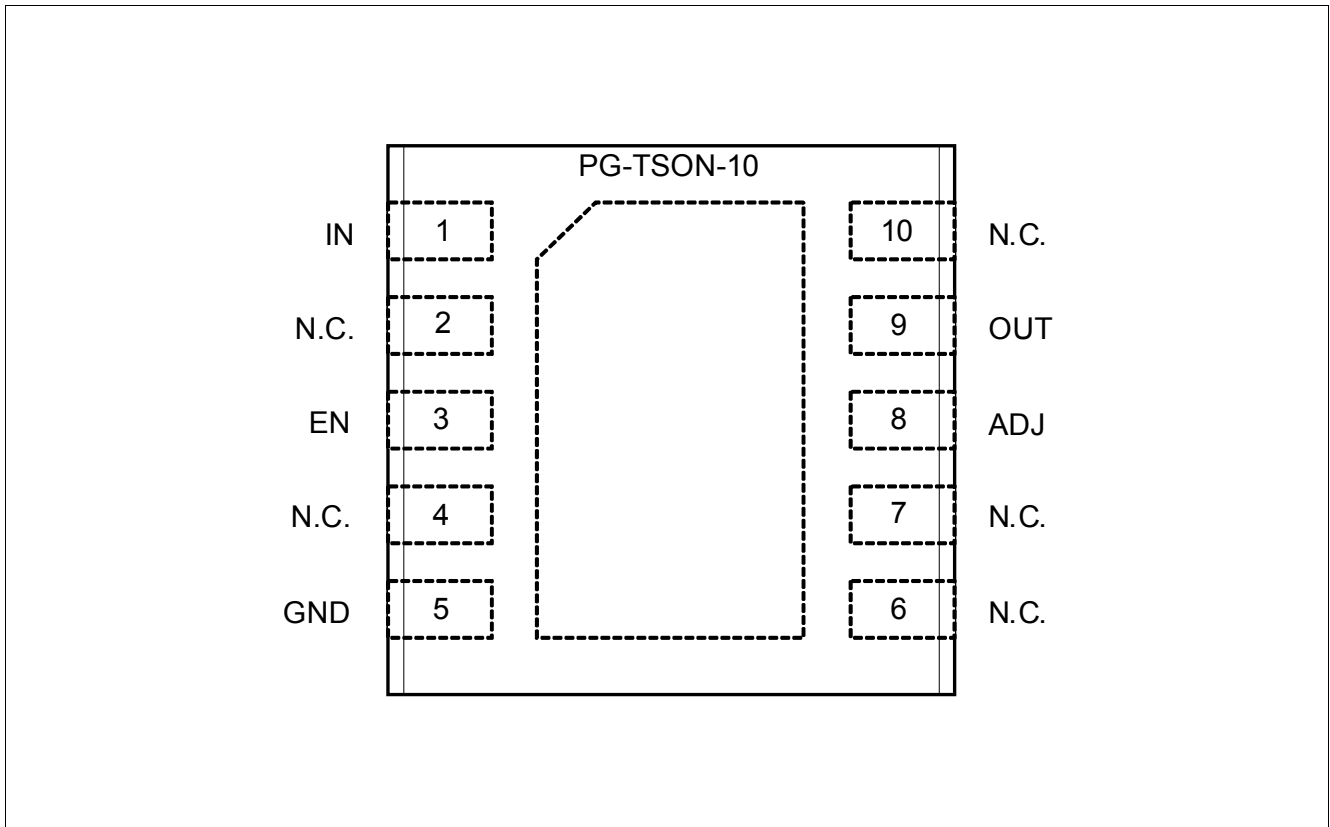 PG-TSON-10
IN 1 10 N.C.
N.C. 2 9 OUT
EN 3 8 ADJ
N.C. 4 7 N.C.
GND 5 6 N.C.